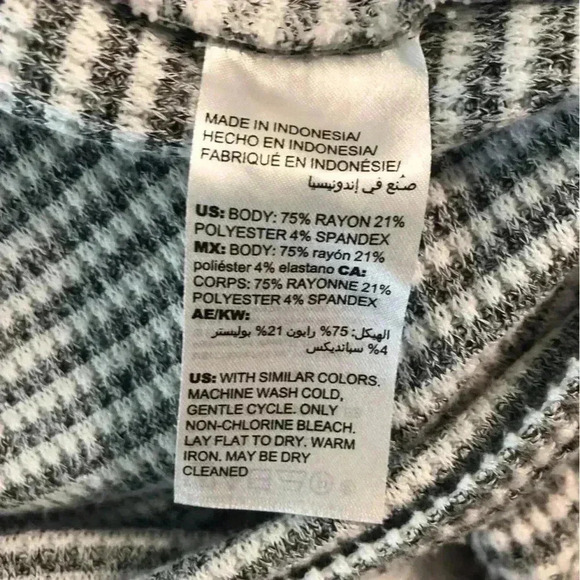 MADE IN INDONESIA/
HECHO EN INDONESIA/
FABRIQUÉ EN INDONÉSIE/
صنع في إندونيسيا
US: BODY: 75% RAYON 21%
POLYESTER 4% SPANDEX
MX: BODY: 75% rayón 21%
poliéster 4% elastano CA:
CORPS: 75% RAYONNE 21%
POLYESTER 4% SPANDEX
AE/KW:
الهيكل: 75% رايون 21% بوليستر
4% سباندیکس
US: WITH SIMILAR COLORS.
MACHINE WASH COLD,
GENTLE CYCLE. ONLY
NON-CHLORINE BLEACH.
LAY FLAT TO DRY. WARM
IRON. MAY BE DRY
CLEANED